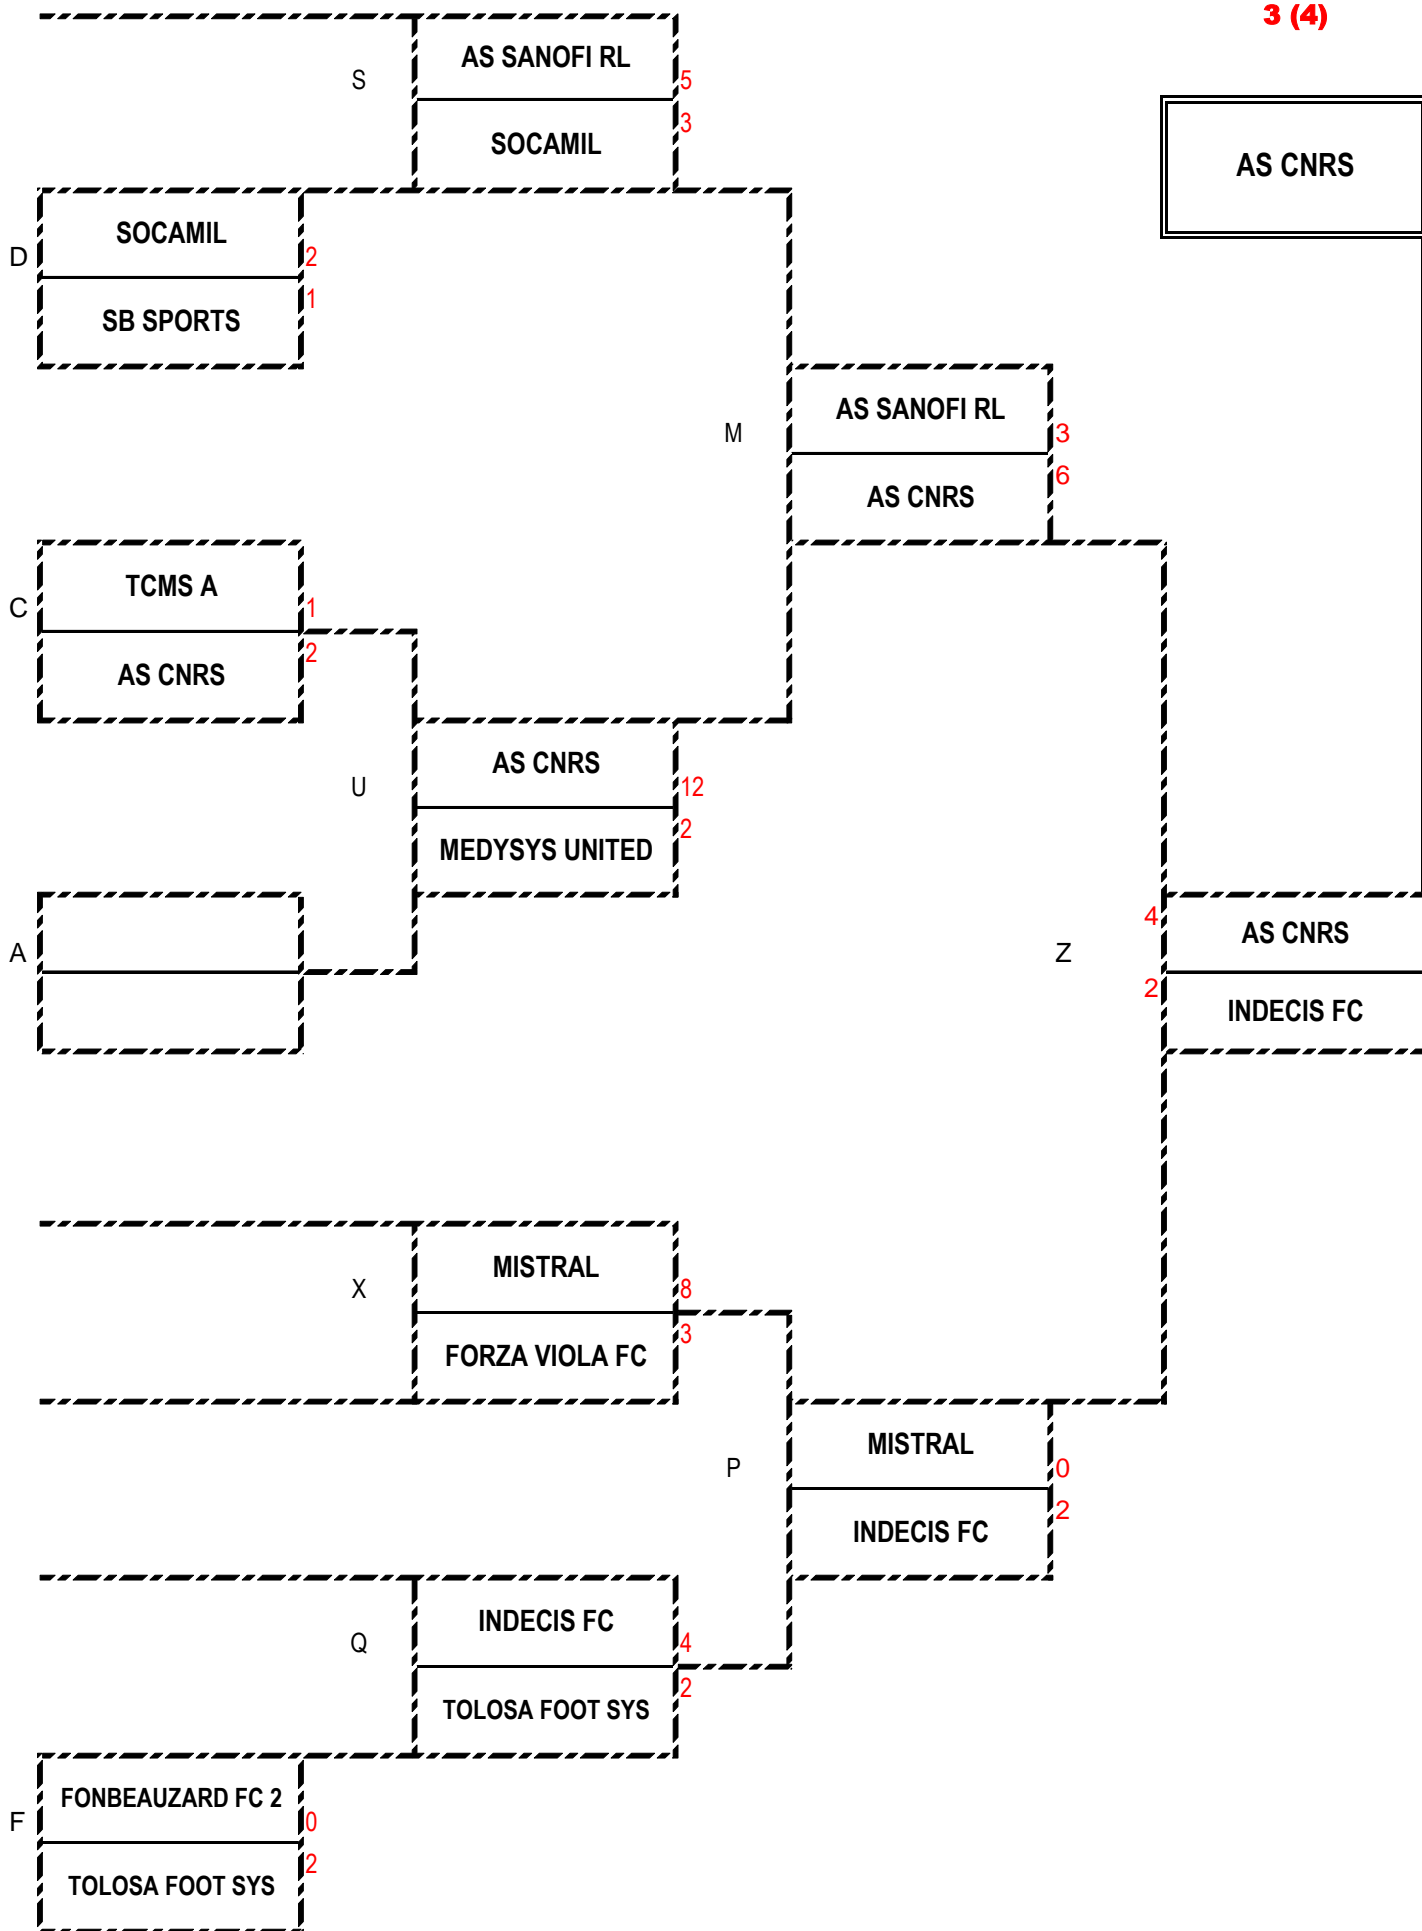 3 (4)
AS SANOFI RL
S
5
3
SOCAMIL
AS CNRS
SOCAMIL
D
2
1
SB SPORTS
AS SANOFI RL
M
3
6
AS CNRS
TCMS A
C
1
2
AS CNRS
AS CNRS
U
12
2
MEDYSYS UNITED
4
AS CNRS
A
Z
2
INDECIS FC
MISTRAL
X
8
3
FORZA VIOLA FC
MISTRAL
P
0
2
INDECIS FC
INDECIS FC
Q
4
2
TOLOSA FOOT SYS
FONBEAUZARD FC 2
F
0
2
TOLOSA FOOT SYS